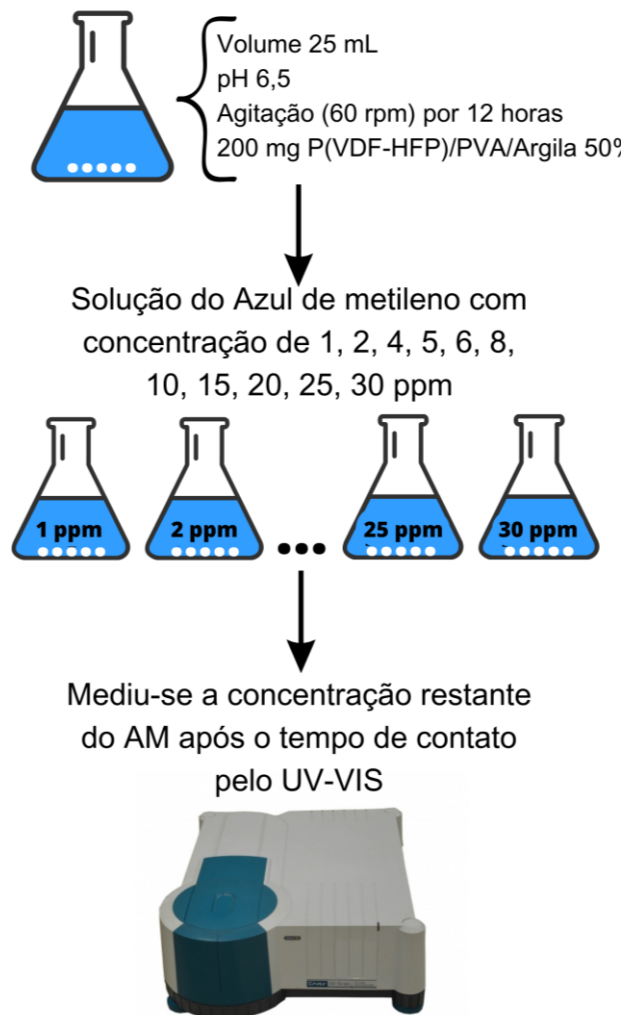 Volume 25 mL
pH 6,5
Agitação (60 rpm) por 12 horas
200 mg P(VDF-HFP)/PVA/Argila 50%
Solução do Azul de metileno com
concentração de 1, 2, 4, 5, 6, 8,
10, 15, 20, 25, 30 ppm
1 ppm 2 ppm ... 25 ppm 30 ppm
Mediu-se a concentração restante
do AM após o tempo de contato
pelo UV-VIS